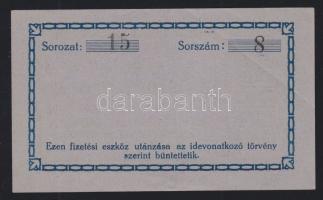 Sorozat: 15 Sorszám: 8
darabanth
Ezen fizetési eszköz utánzása az idevonatkozó törvény
szerint büntettetik.